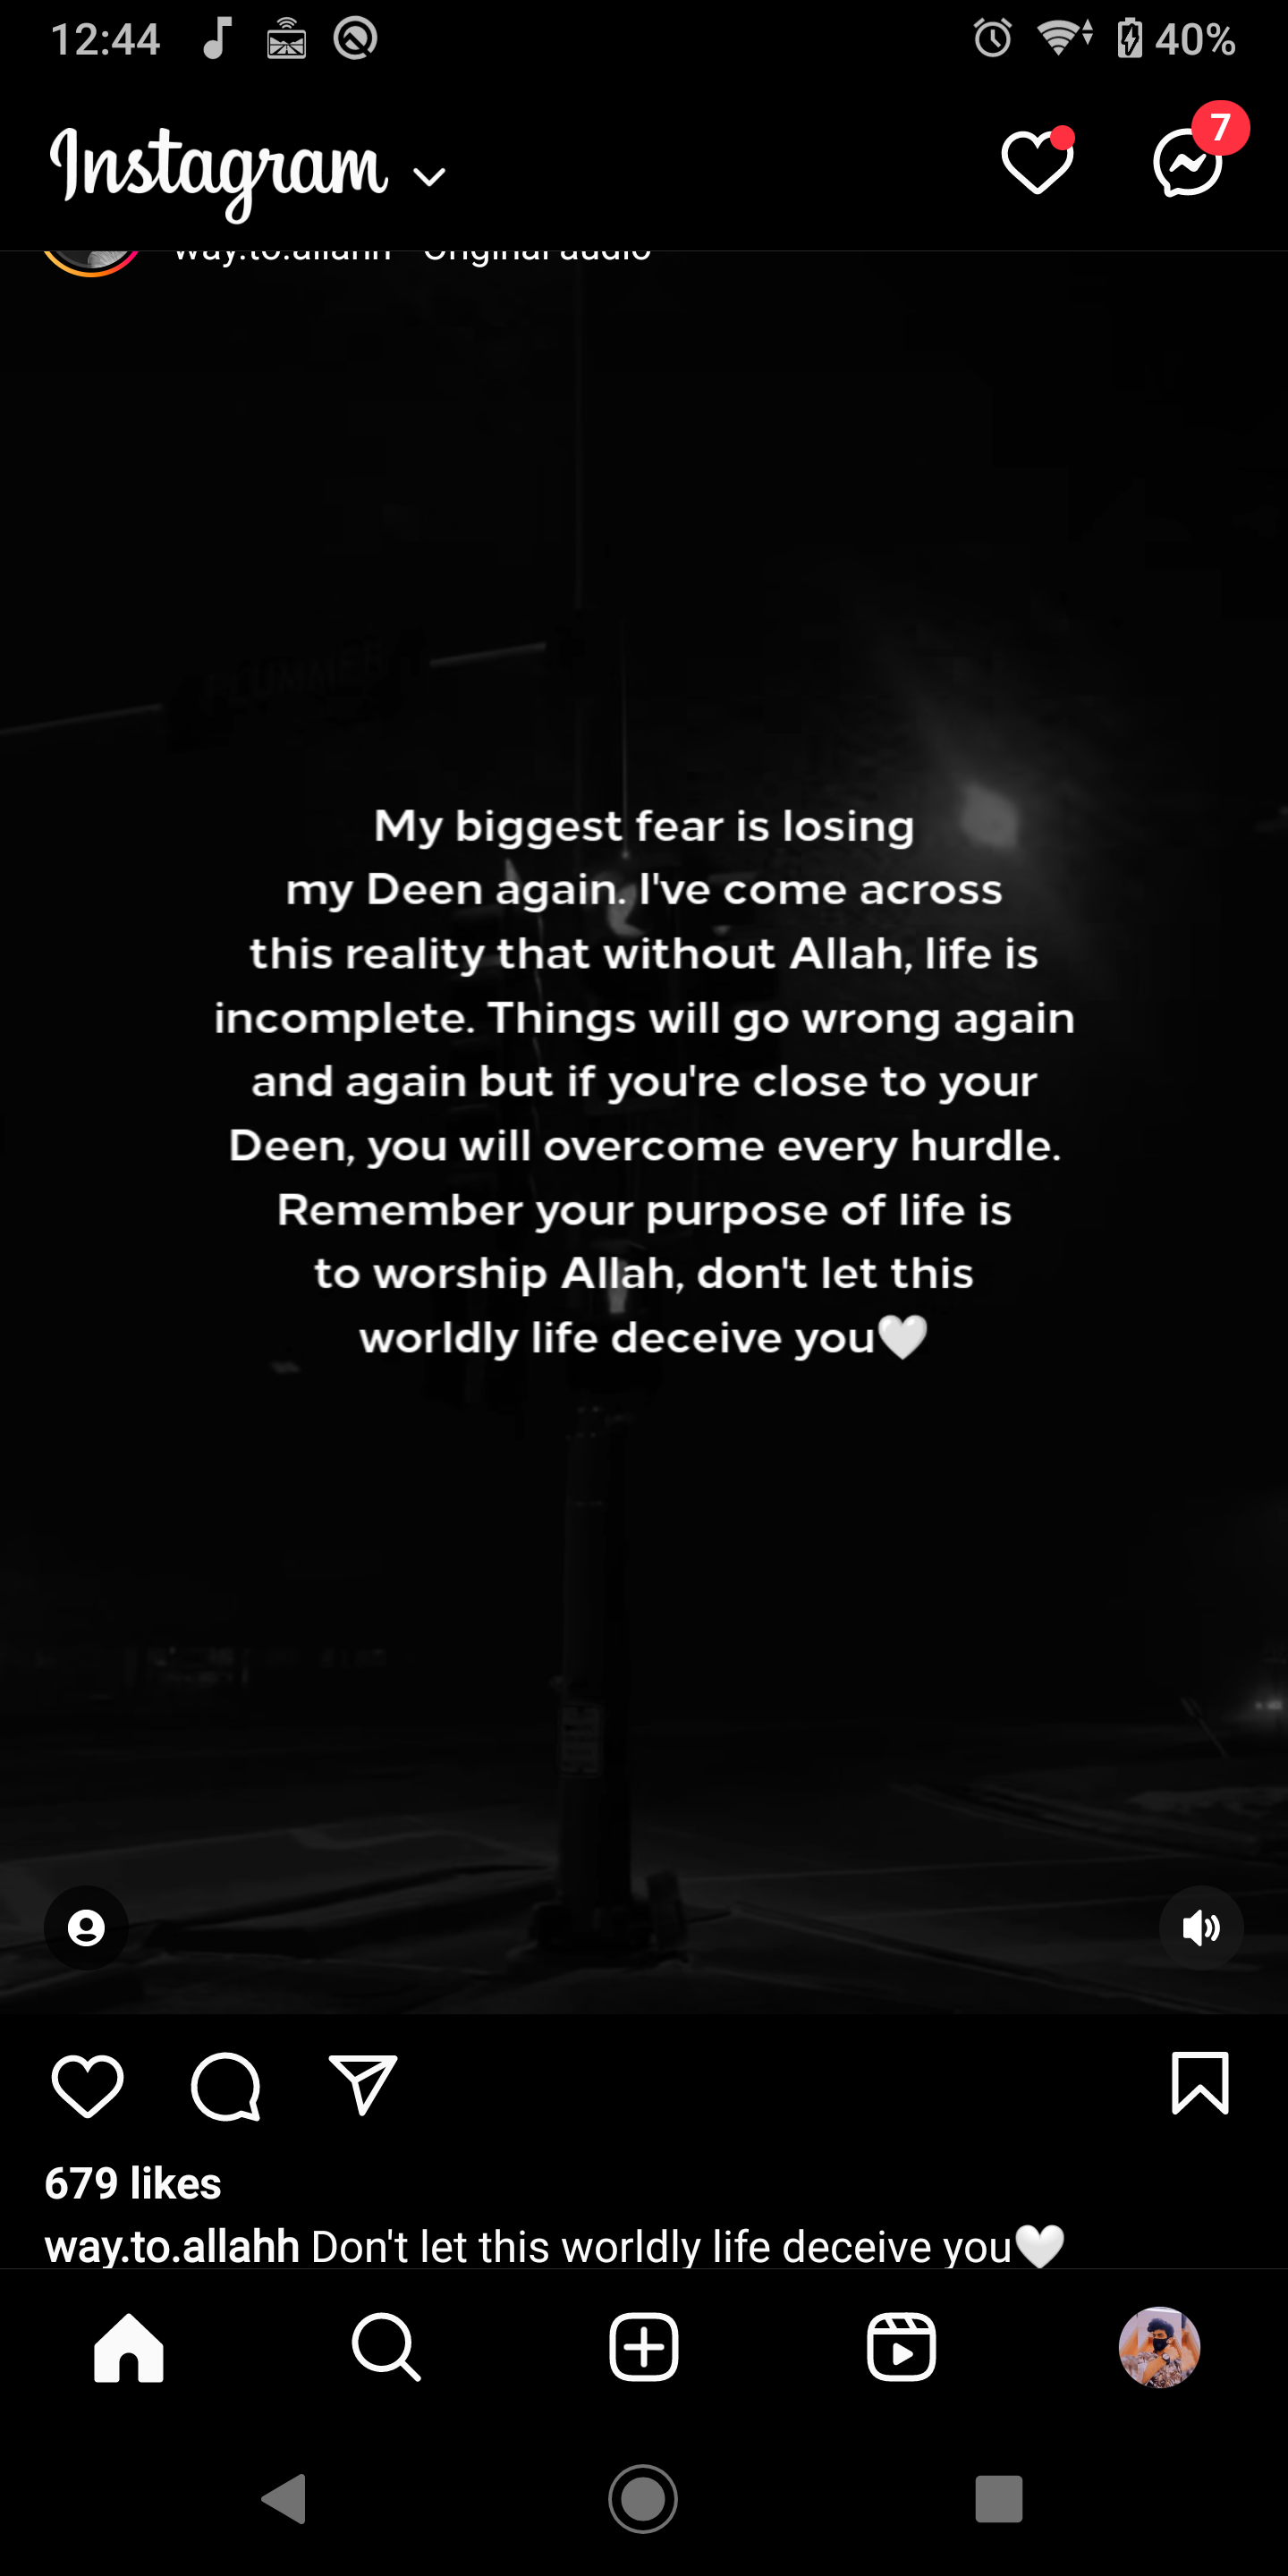 12:44
40%
Instagram
7
way.to.allahh Original audio
My biggest fear is losing
my Deen again. I've come across
this reality that without Allah, life is
incomplete. Things will go wrong again
and again but if you're close to your
Deen, you will overcome every hurdle.
Remember your purpose of life is
to worship Allah, don't let this
worldly life deceive you🤍
679 likes
way.to.allahh Don't let this worldly life deceive you🤍